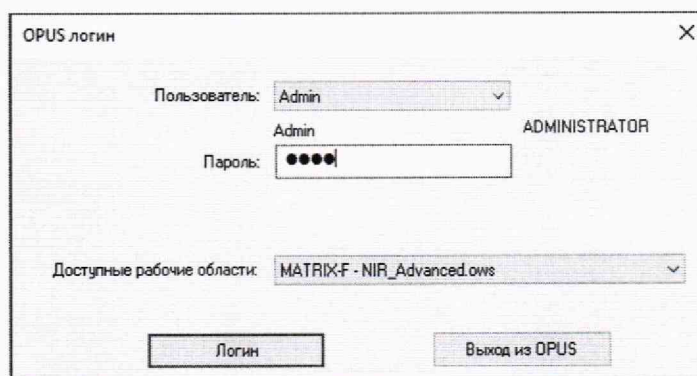 OPUS логин
Пользователь: Admin
Admin ADMINISTRATOR
Пароль: ●●●●
Доступные рабочие области: MATRIX-F - NIR_Advanced.ows
Логин Выход из OPUS